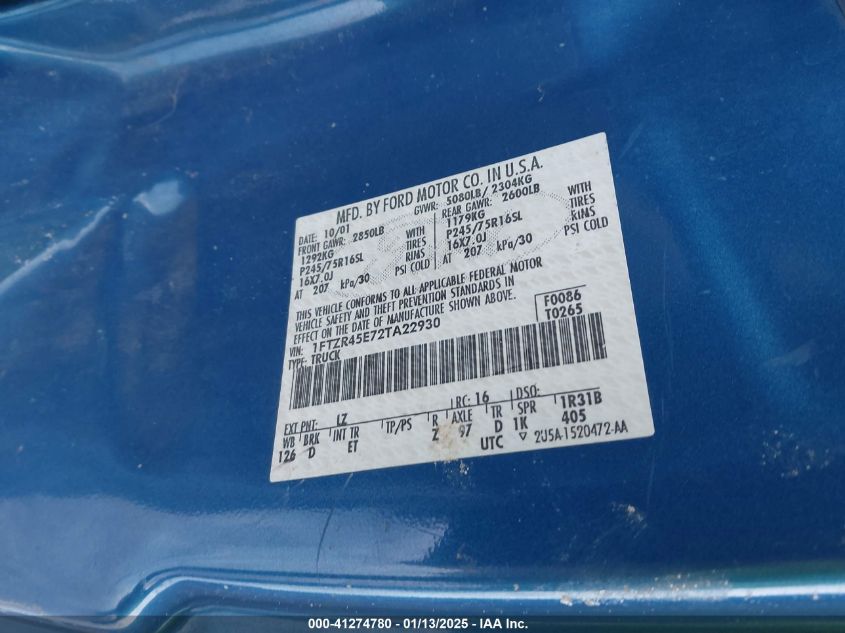 MFD. BY FORD MOTOR CO. IN U.S.A.
DATE: 10/01 GVWR: 5080LB/ 2304KG
FRONT GAWR: 2850LB REAR GAWR: 2600LB
1292KG WITH 1179KG WITH
P245/75R16SL TIRES P245/75R16SL TIRES
16X7.0J RIMS 16X7.0J RIMS
AT 207 kPa/30 PSI COLD AT 207 kPa/30 PSI COLD
THIS VEHICLE CONFORMS TO ALL APPLICABLE FEDERAL MOTOR
VEHICLE SAFETY AND THEFT PREVENTION STANDARDS IN
EFFECT ON THE DATE OF MANUFACTURE SHOWN ABOVE.
F0086
T0265
VIN: 1FTZR45E72TA22930
TYPE: TRUCK
EXT PNT: LZ RC: 16 DSO:
WB BRK INT TR TP/PS R AXLE TR SPR 1R31B
126 D ET Z 97 D 1K 405
UTC 2U5A-1520472-AA
000-41274780 - 01/13/2025 - IAA Inc.